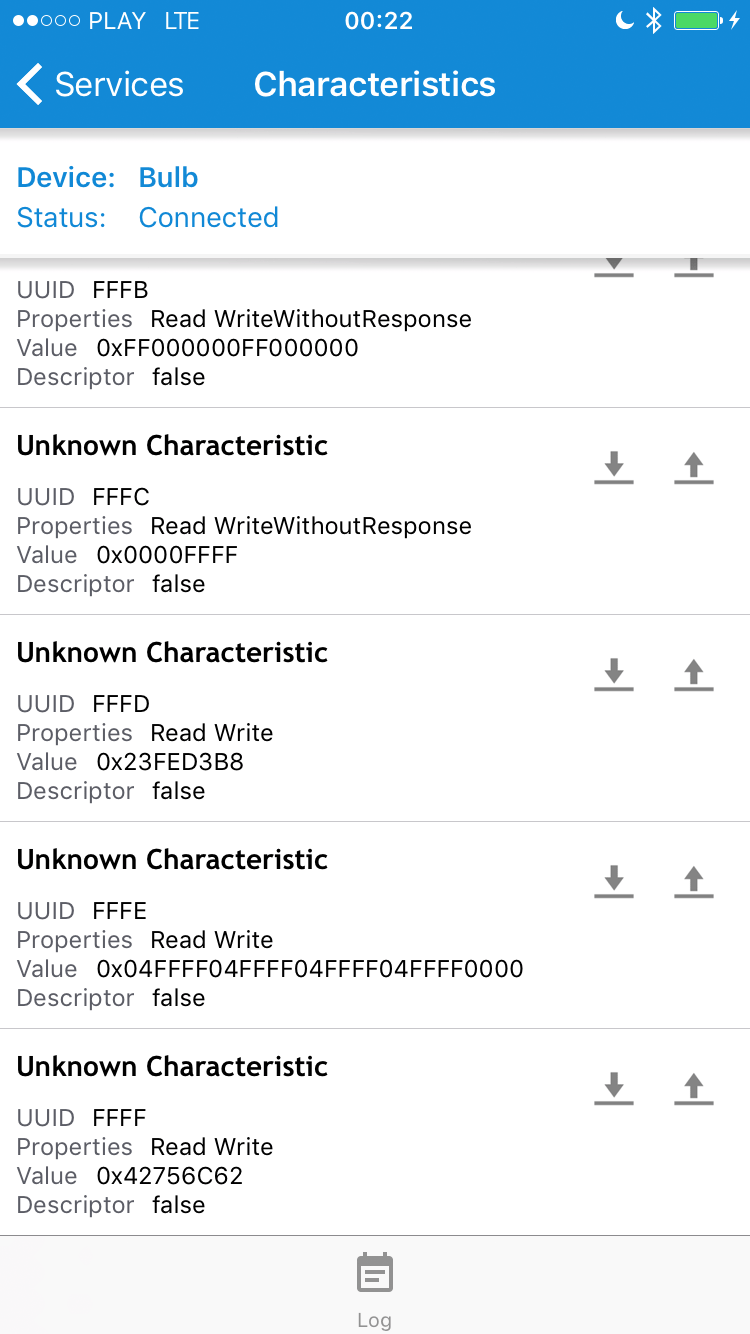 PLAY LTE 00:22
Services Characteristics
Device: Bulb
Status: Connected
UUID FFFB
Properties Read WriteWithoutResponse
Value 0xFF000000FF000000
Descriptor false
Unknown Characteristic
UUID FFFC
Properties Read WriteWithoutResponse
Value 0x0000FFFF
Descriptor false
Unknown Characteristic
UUID FFFD
Properties Read Write
Value 0x23FED3B8
Descriptor false
Unknown Characteristic
UUID FFFE
Properties Read Write
Value 0x04FFFF04FFFF04FFFF04FFFF0000
Descriptor false
Unknown Characteristic
UUID FFFF
Properties Read Write
Value 0x42756C62
Descriptor false
Log